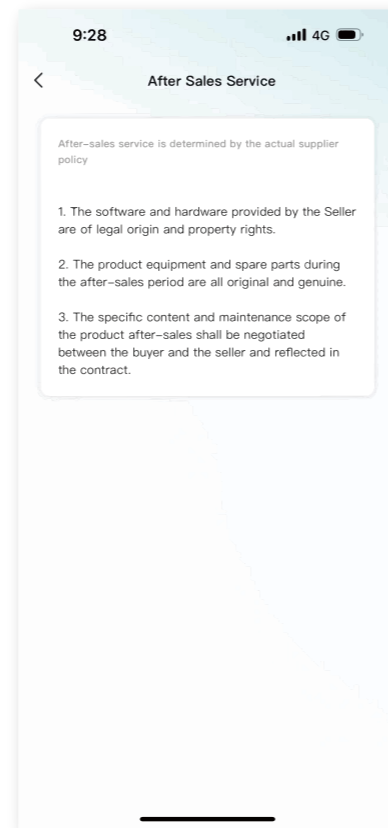 9:28
4G
After Sales Service
After-sales service is determined by the actual supplier
policy
1. The software and hardware provided by the Seller
are of legal origin and property rights.
2. The product equipment and spare parts during
the after-sales period are all original and genuine.
3. The specific content and maintenance scope of
the product after-sales shall be negotiated
between the buyer and the seller and reflected in
the contract.